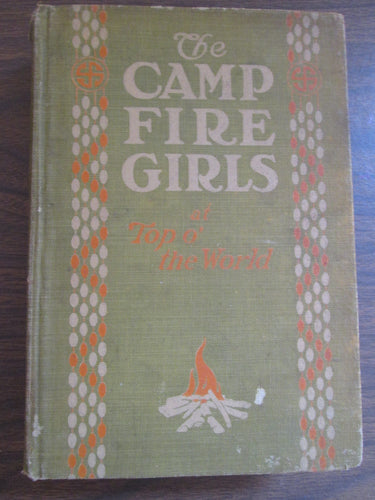 The
CAMP
FIRE
GIRLS
at
Top o'
the World